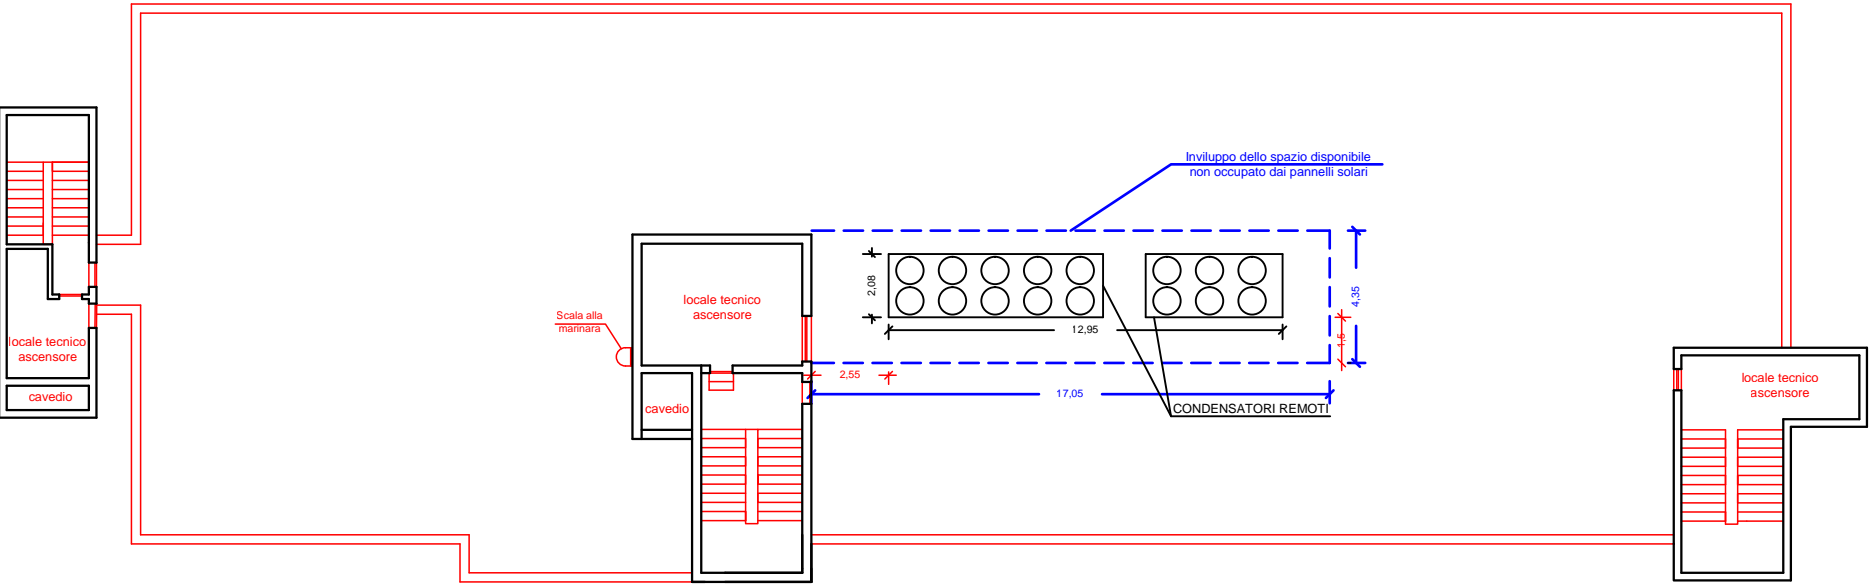 Inviluppo dello spazio disponibile
non occupato dai pannelli solari
2,08
12,95
4,35
1,5
2,55
17,05
CONDENSATORI REMOTI
Scala alla
marinara
locale tecnico
ascensore
cavedio
locale tecnico
ascensore
cavedio
locale tecnico
ascensore